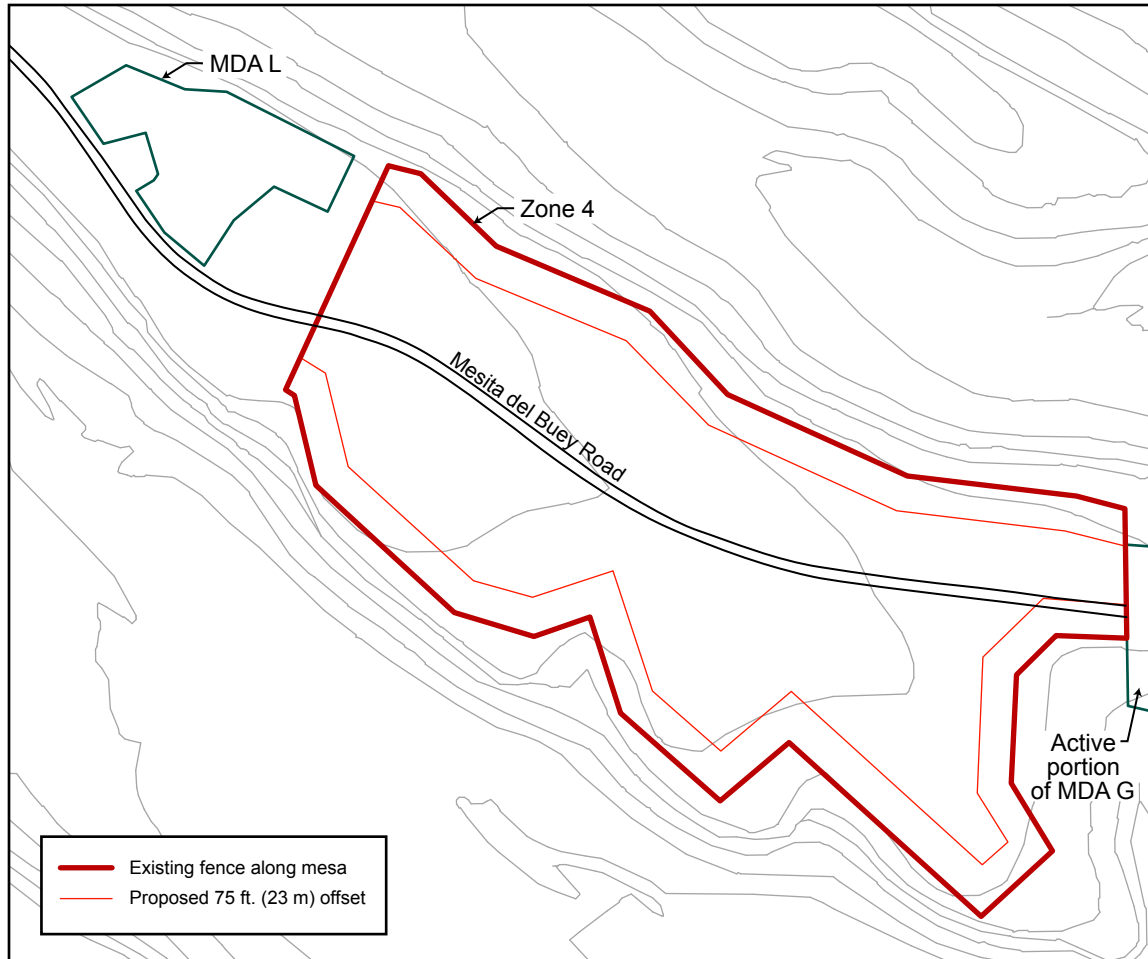 MDA L
Zone 4
Mesita del Buey Road
Active
portion
of MDA G
Existing fence along mesa
Proposed 75 ft. (23 m) offset